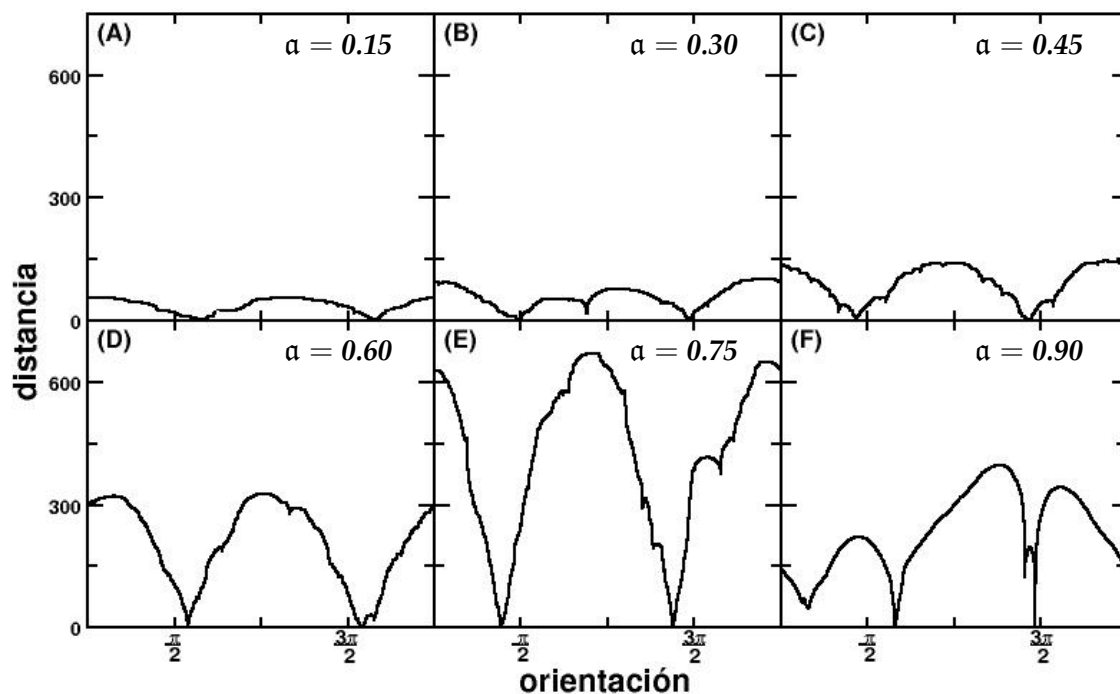 (A) α = 0.15
(B) α = 0.30
(C) α = 0.45
600
300
0
distancia
(D) α = 0.60
(E) α = 0.75
(F) α = 0.90
600
300
0
π/2
3π/2
π/2
3π/2
π/2
3π/2
orientación